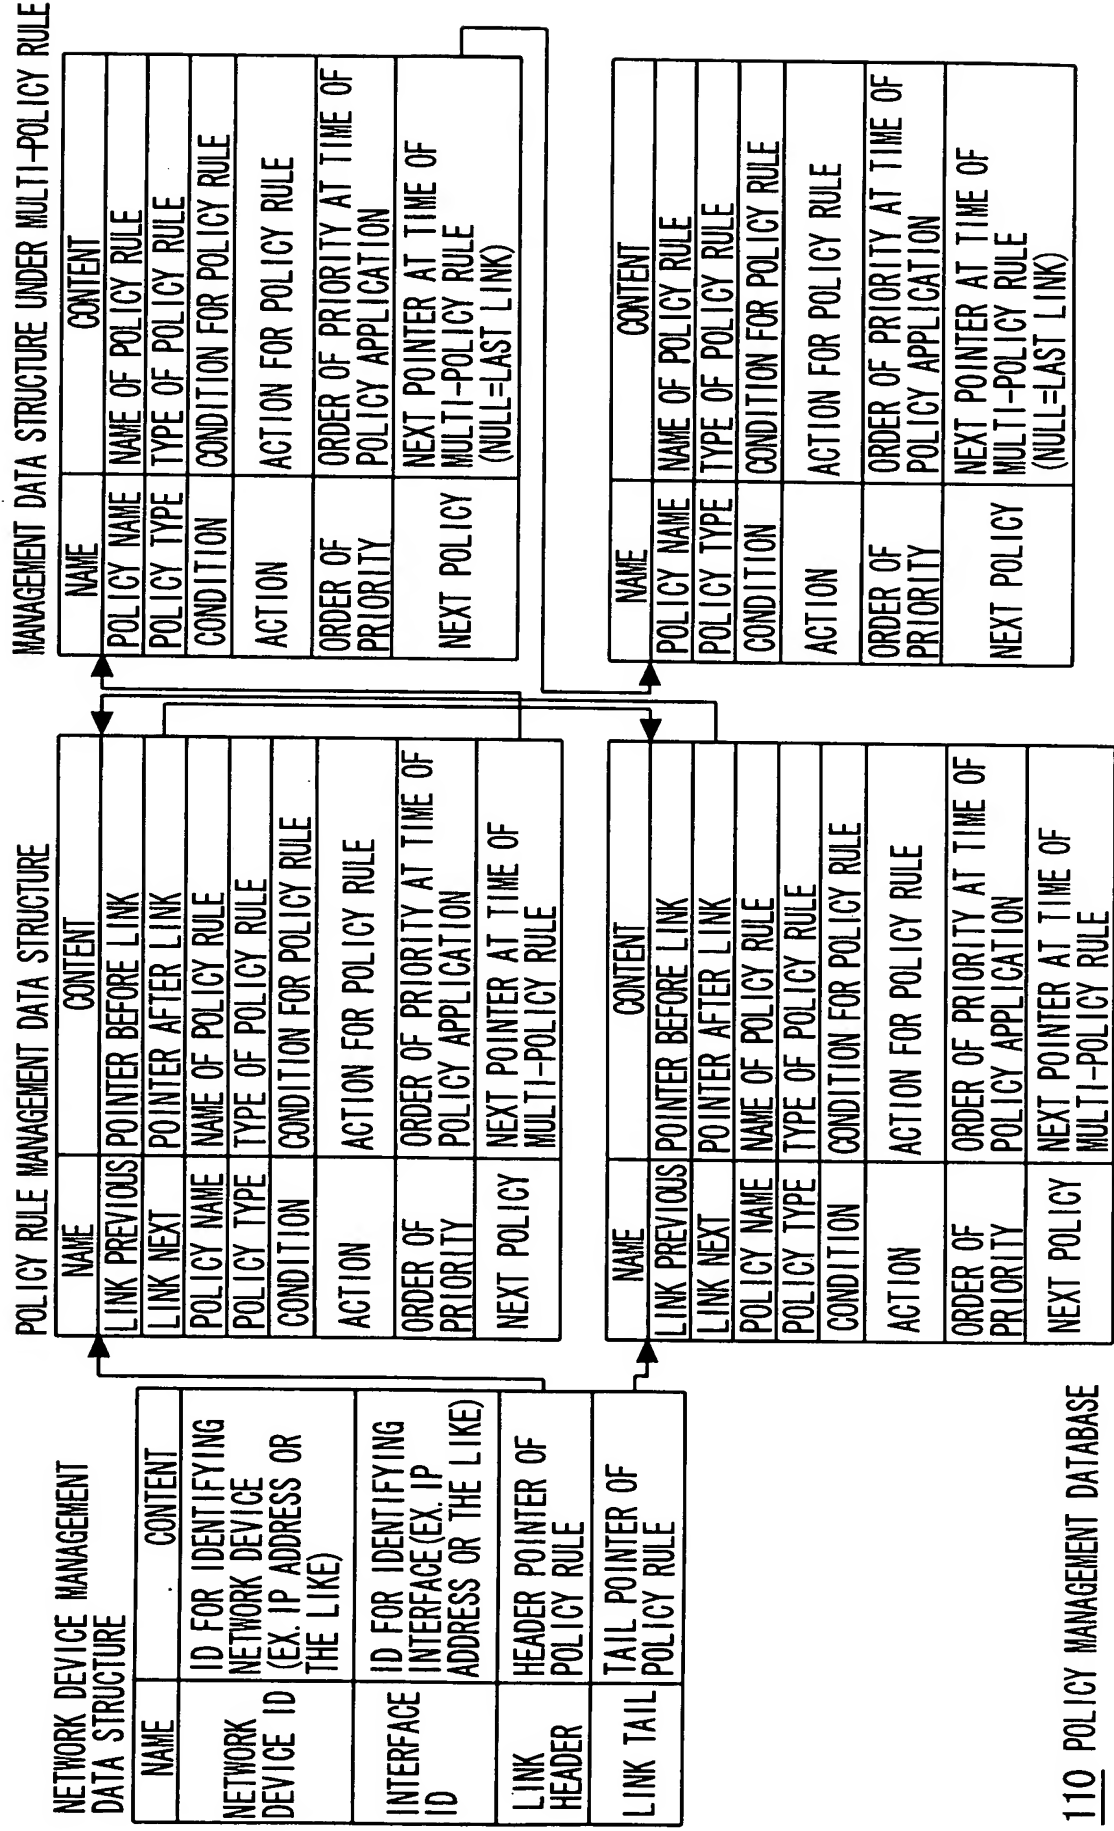 NETWORK DEVICE MANAGEMENT
DATA STRUCTURE
NAME
CONTENT
NETWORK
DEVICE ID
ID FOR IDENTIFYING
NETWORK DEVICE
(EX. IP ADDRESS OR
THE LIKE)
INTERFACE
ID
ID FOR IDENTIFYING
INTERFACE(EX. IP
ADDRESS OR THE LIKE)
LINK
HEADER
HEADER POINTER OF
POLICY RULE
LINK TAIL
TAIL POINTER OF
POLICY RULE
POLICY RULE MANAGEMENT DATA STRUCTURE
NAME
CONTENT
LINK PREVIOUS
POINTER BEFORE LINK
LINK NEXT
POINTER AFTER LINK
POLICY NAME
NAME OF POLICY RULE
POLICY TYPE
TYPE OF POLICY RULE
CONDITION
CONDITION FOR POLICY RULE
ACTION
ACTION FOR POLICY RULE
ORDER OF
PRIORITY
ORDER OF PRIORITY AT TIME OF
POLICY APPLICATION
NEXT POLICY
NEXT POINTER AT TIME OF
MULTI-POLICY RULE
NAME
CONTENT
LINK PREVIOUS
POINTER BEFORE LINK
LINK NEXT
POINTER AFTER LINK
POLICY NAME
NAME OF POLICY RULE
POLICY TYPE
TYPE OF POLICY RULE
CONDITION
CONDITION FOR POLICY RULE
ACTION
ACTION FOR POLICY RULE
ORDER OF
PRIORITY
ORDER OF PRIORITY AT TIME OF
POLICY APPLICATION
NEXT POLICY
NEXT POINTER AT TIME OF
MULTI-POLICY RULE
MANAGEMENT DATA STRUCTURE UNDER MULTI-POLICY RULE
NAME
CONTENT
POLICY NAME
NAME OF POLICY RULE
POLICY TYPE
TYPE OF POLICY RULE
CONDITION
CONDITION FOR POLICY RULE
ACTION
ACTION FOR POLICY RULE
ORDER OF
PRIORITY
ORDER OF PRIORITY AT TIME OF
POLICY APPLICATION
NEXT POLICY
NEXT POINTER AT TIME OF
MULTI-POLICY RULE
(NULL=LAST LINK)
NAME
CONTENT
POLICY NAME
NAME OF POLICY RULE
POLICY TYPE
TYPE OF POLICY RULE
CONDITION
CONDITION FOR POLICY RULE
ACTION
ACTION FOR POLICY RULE
ORDER OF
PRIORITY
ORDER OF PRIORITY AT TIME OF
POLICY APPLICATION
NEXT POLICY
NEXT POINTER AT TIME OF
MULTI-POLICY RULE
(NULL=LAST LINK)
110 POLICY MANAGEMENT DATABASE